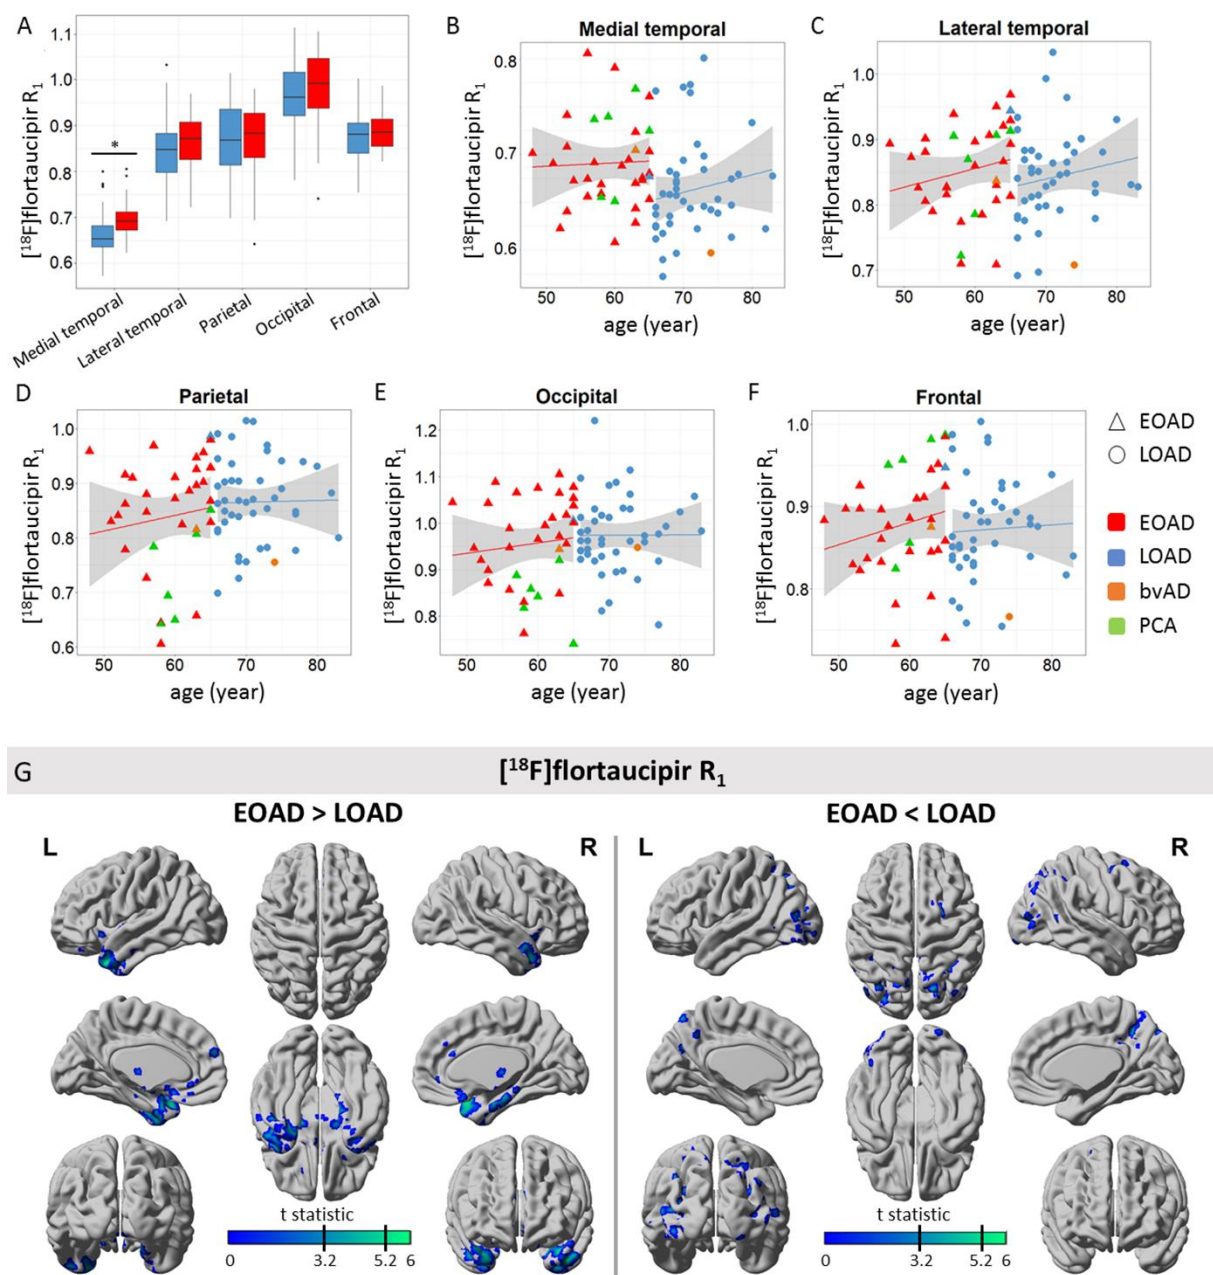 A
[18F]flortaucipir R1
1.1
1.0
0.9
0.8
0.7
0.6
*
Medial temporal
Lateral temporal
Parietal
Occipital
Frontal
B
Medial temporal
[18F]flortaucipir R1
0.8
0.7
0.6
50 60 70 80
age (year)
C
Lateral temporal
[18F]flortaucipir R1
1.0
0.9
0.8
0.7
50 60 70 80
age (year)
D
Parietal
[18F]flortaucipir R1
1.0
0.9
0.8
0.7
0.6
50 60 70 80
age (year)
E
Occipital
[18F]flortaucipir R1
1.2
1.1
1.0
0.9
0.8
50 60 70 80
age (year)
F
Frontal
[18F]flortaucipir R1
1.0
0.9
0.8
50 60 70 80
age (year)
EOAD
LOAD
EOAD
LOAD
bvAD
PCA
G
[18F]flortaucipir R1
EOAD > LOAD
L R
t statistic
0 3.2 5.2 6
EOAD < LOAD
L R
t statistic
0 3.2 5.2 6